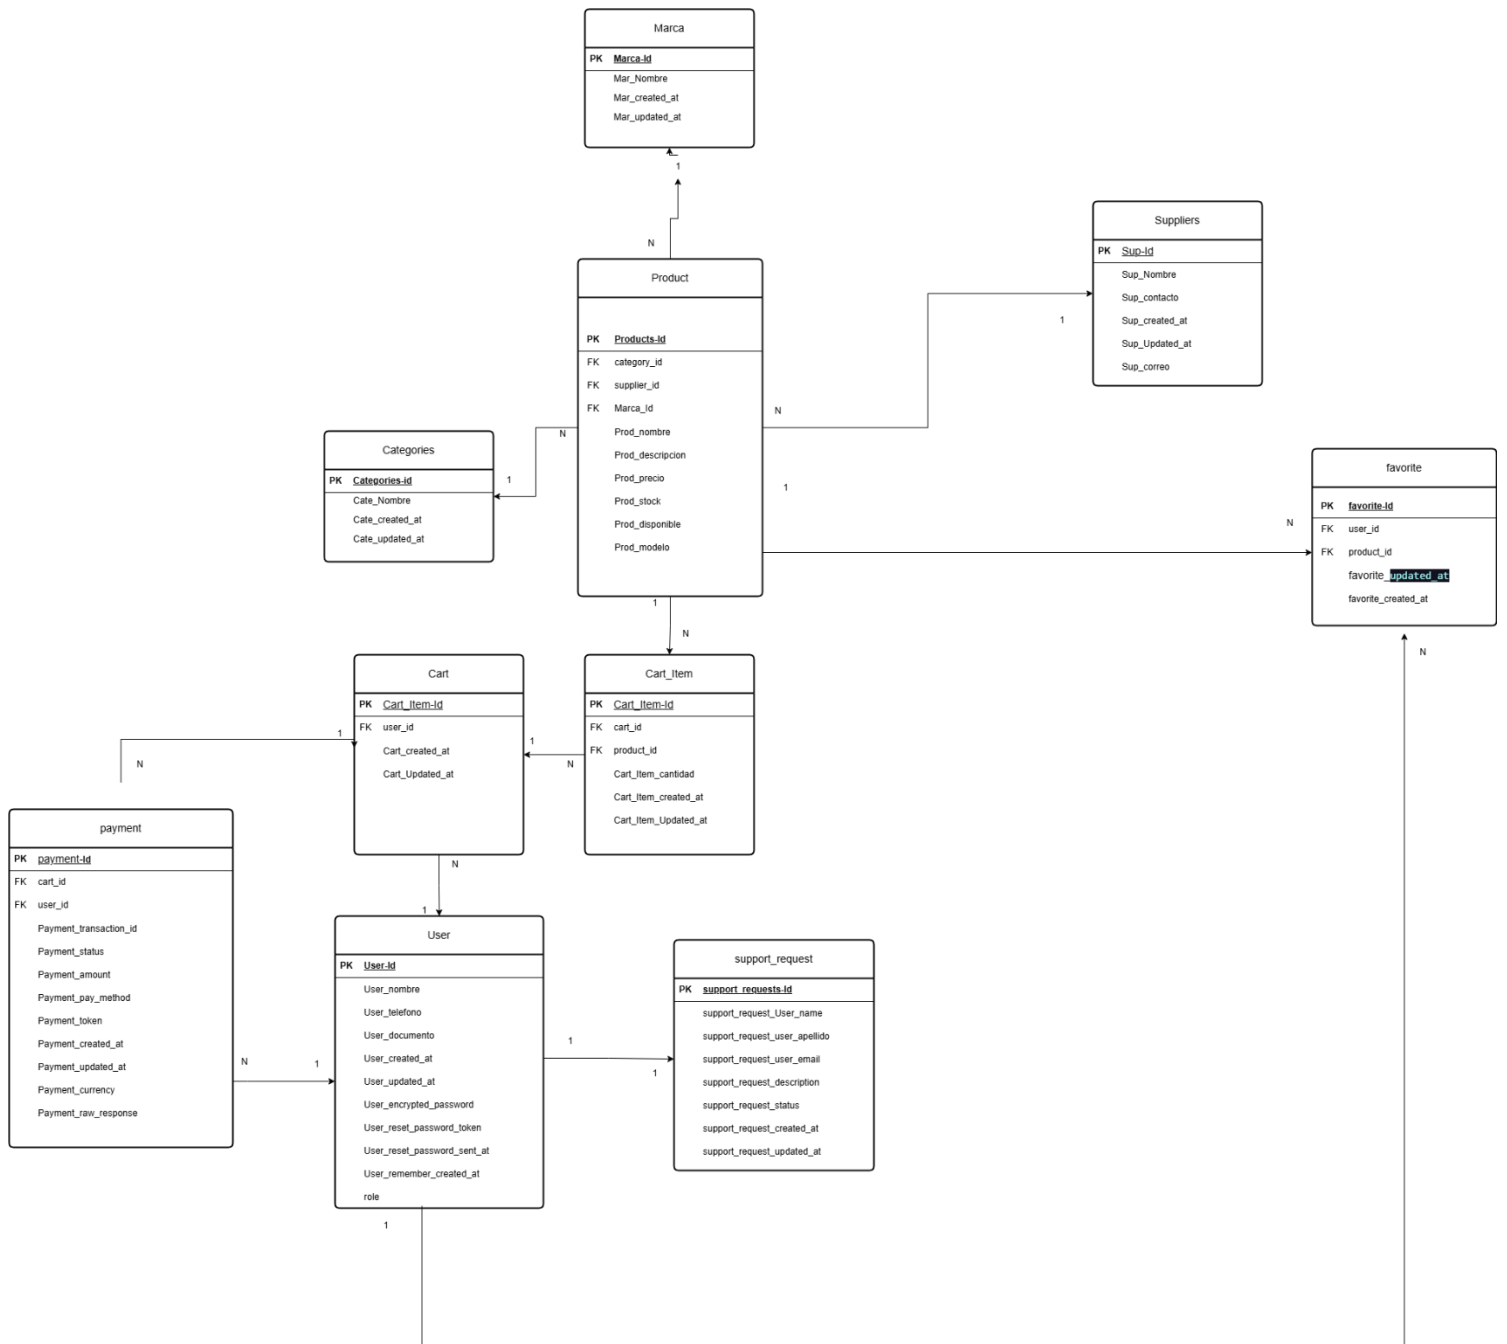 Marca
PK Marca-Id
Mar_Nombre
Mar_created_at
Mar_updated_at
1
N
Suppliers
PK Sup-Id
Sup_Nombre
Sup_contacto
Sup_created_at
Sup_Updated_at
Sup_correo
1
Product
PK Products-Id
FK category_id
FK supplier_id
FK Marca_Id
Prod_nombre
Prod_descripcion
Prod_precio
Prod_stock
Prod_disponible
Prod_modelo
N
N
1
1
Categories
PK Categories-id
Cate_Nombre
Cate_created_at
Cate_updated_at
1
favorite
PK favorite-Id
FK user_id
FK product_id
favorite_updated_at
favorite_created_at
N
N
N
Cart
PK Cart_Item-Id
FK user_id
Cart_created_at
Cart_Updated_at
1
1
N
Cart_Item
PK Cart_Item-Id
FK cart_id
FK product_id
Cart_Item_cantidad
Cart_Item_created_at
Cart_Item_Updated_at
N
N
payment
PK payment-Id
FK cart_id
FK user_id
Payment_transaction_id
Payment_status
Payment_amount
Payment_pay_method
Payment_token
Payment_created_at
Payment_updated_at
Payment_currency
Payment_raw_response
N
1
1
User
PK User-Id
User_nombre
User_telefono
User_documento
User_created_at
User_updated_at
User_encrypted_password
User_reset_password_token
User_reset_password_sent_at
User_remember_created_at
role
1
1
1
support_request
PK support_requests-Id
support_request_User_name
support_request_user_apellido
support_request_user_email
support_request_description
support_request_status
support_request_created_at
support_request_updated_at